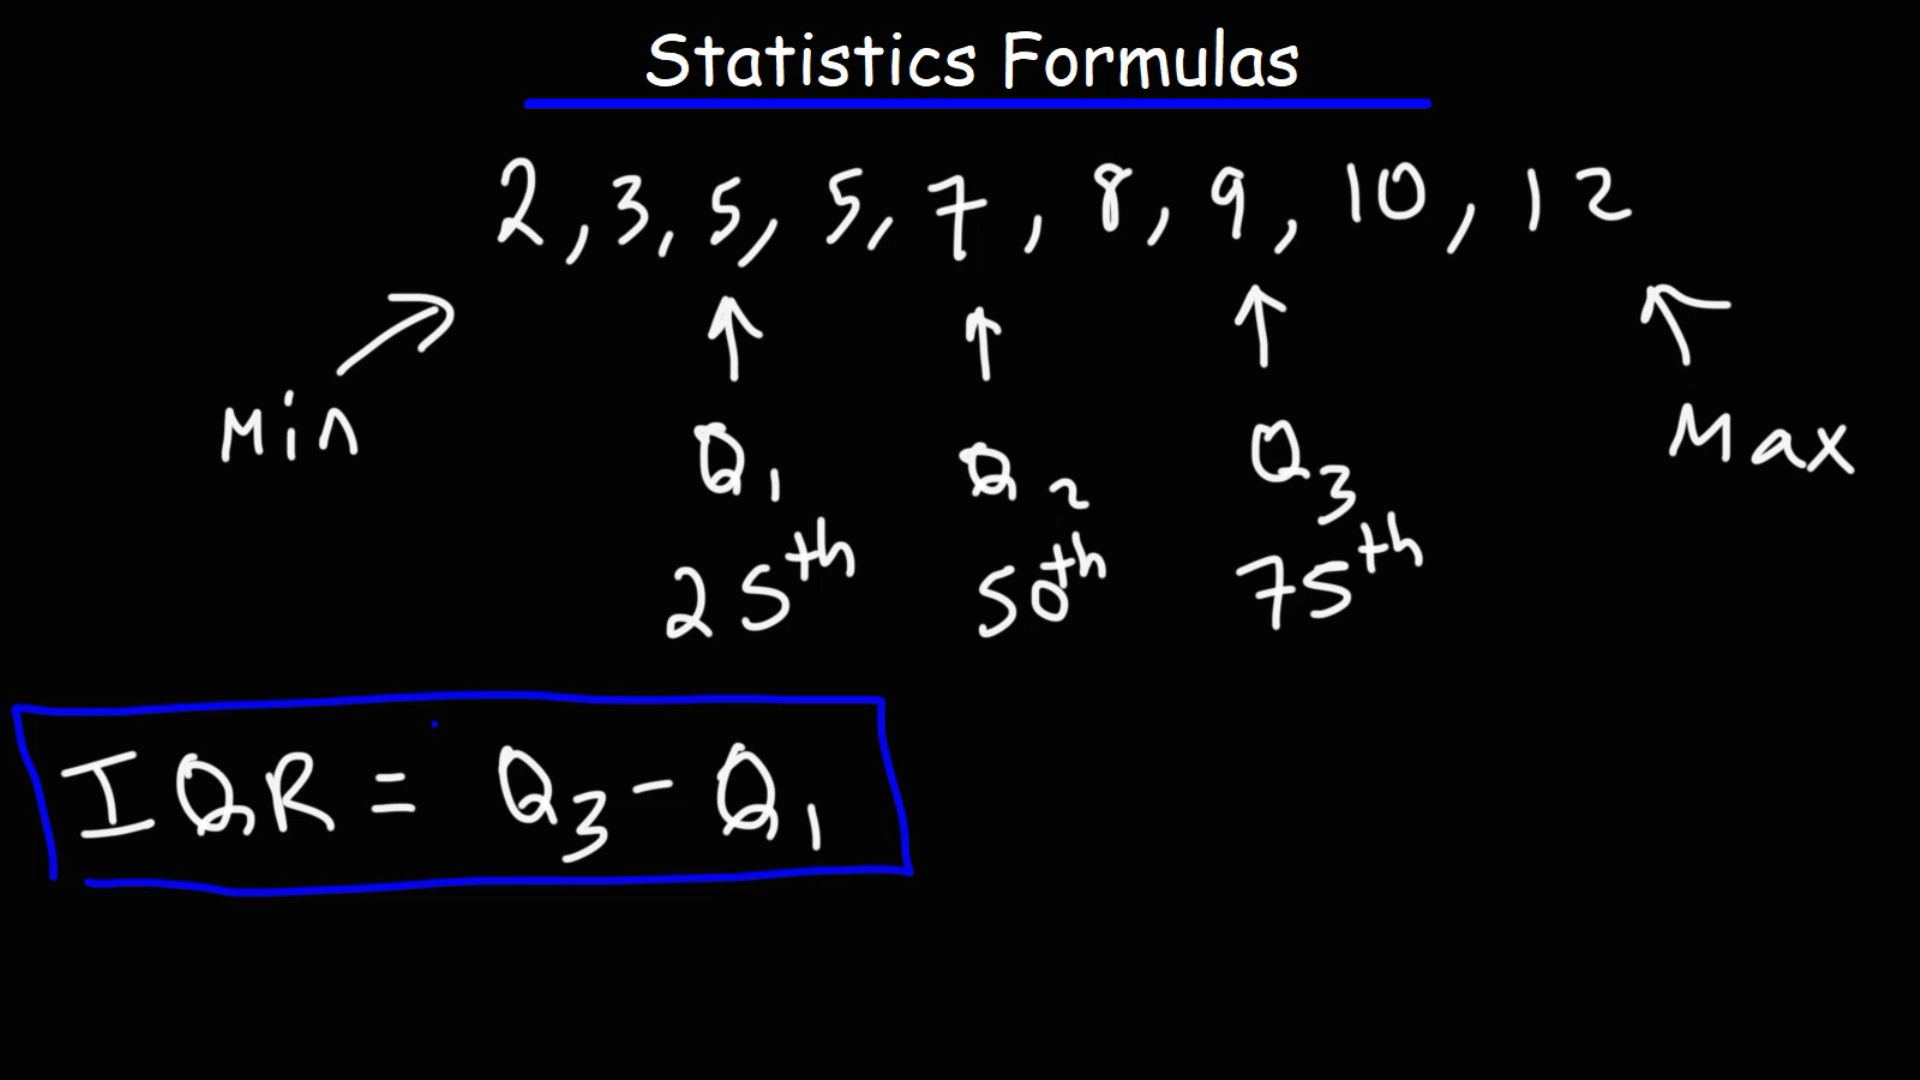 Statistics Formulas
2, 3, 5, 5, 7, 8, 9, 10, 12
Min Max
Q1 Q2 Q3
25th 50th 75th
IQR = Q3 - Q1